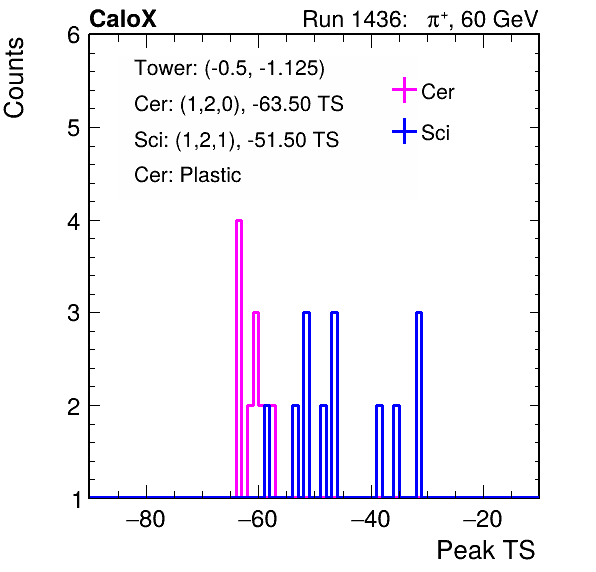 CaloX Run 1436: π⁺, 60 GeV
Counts
6
5
4
3
2
1
Tower: (-0.5, -1.125)
Cer: (1,2,0), -63.50 TS
Sci: (1,2,1), -51.50 TS
Cer: Plastic
Cer
Sci
−80 −60 −40 −20
Peak TS